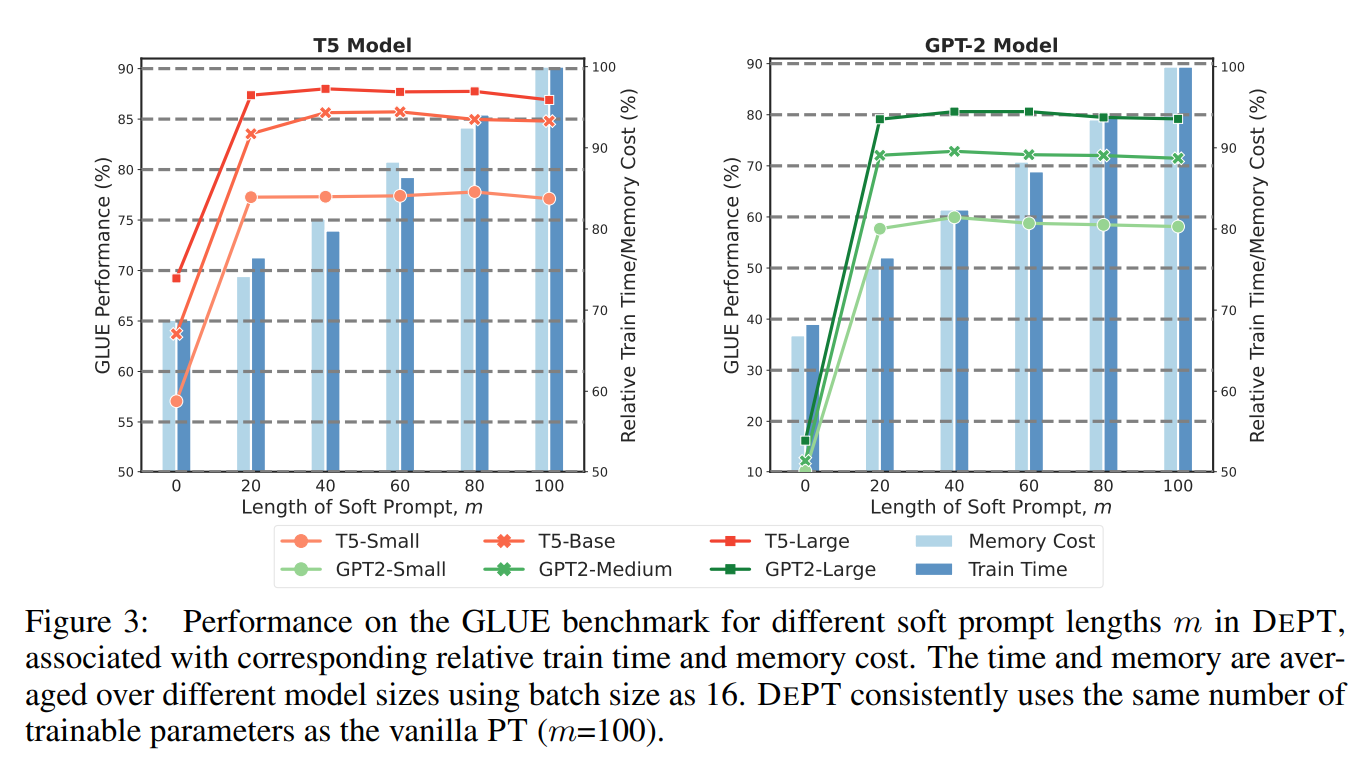 T5 Model
GLUE Performance (%)
90
85
80
75
70
65
60
55
50
100
90
80
70
60
50
Relative Train Time/Memory Cost (%)
0 20 40 60 80 100
Length of Soft Prompt, m
GPT-2 Model
GLUE Performance (%)
90
80
70
60
50
40
30
20
10
100
90
80
70
60
50
Relative Train Time/Memory Cost (%)
0 20 40 60 80 100
Length of Soft Prompt, m
T5-Small T5-Base T5-Large Memory Cost
GPT2-Small GPT2-Medium GPT2-Large Train Time
Figure 3: Performance on the GLUE benchmark for different soft prompt lengths m in DEPT,
associated with corresponding relative train time and memory cost. The time and memory are aver-
aged over different model sizes using batch size as 16. DEPT consistently uses the same number of
trainable parameters as the vanilla PT (m=100).